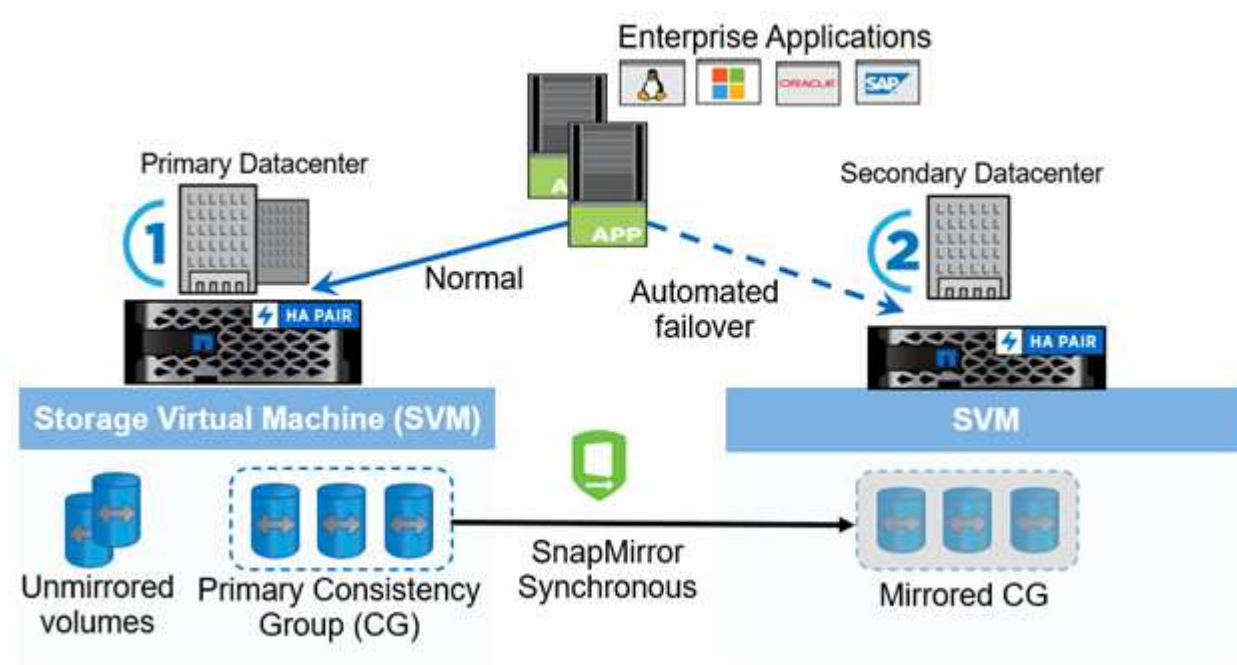 Enterprise Applications
ORACLE
SAP
Primary Datacenter
1
APP
Secondary Datacenter
2
Normal
Automated
failover
HA PAIR
n
HA PAIR
n
Storage Virtual Machine (SVM)
SVM
Unmirrored
volumes
Primary Consistency
Group (CG)
SnapMirror
Synchronous
Mirrored CG